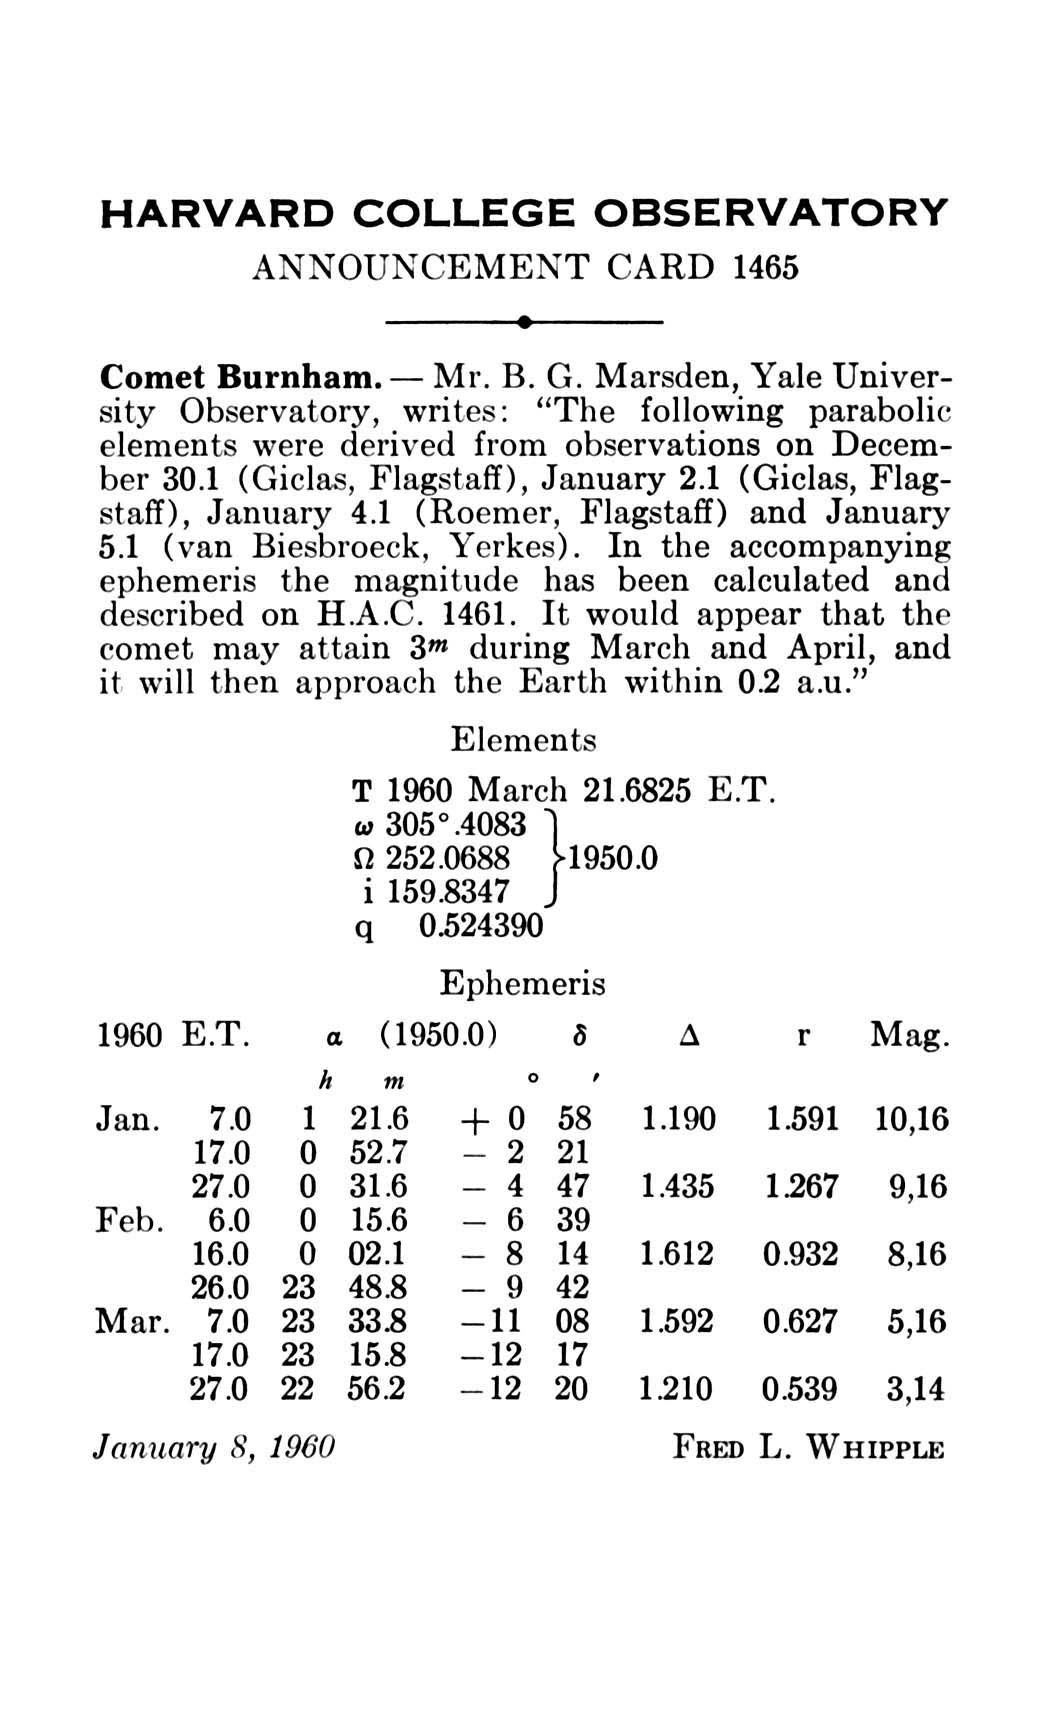 HARVARD COLLEGE OBSERVATORY
ANNOUNCEMENT CARD 1465
Comet Burnham. — Mr. B. G. Marsden, Yale Univer-
sity Observatory, writes: “The following parabolic
elements were derived from observations on Decem-
ber 30.1 (Giclas, Flagstaff), January 2.1 (Giclas, Flag-
staff), January 4.1 (Roemer, Flagstaff) and January
5.1 (van Biesbroeck, Yerkes). In the accompanying
ephemeris the magnitude has been calculated and
described on H.A.C. 1461. It would appear that the
comet may attain 3m during March and April, and
it will then approach the Earth within 0.2 a.u.”
Elements
T 1960 March 21.6825 E.T.
ω 305°.4083
Ω 252.0688 }1950.0
i 159.8347
q 0.524390
Ephemeris
1960 E.T. α (1950.0) δ Δ r Mag.
h m ° ′
Jan. 7.0 1 21.6 + 0 58 1.190 1.591 10,16
17.0 0 52.7 — 2 21
27.0 0 31.6 — 4 47 1.435 1.267 9,16
Feb. 6.0 0 15.6 — 6 39
16.0 0 02.1 — 8 14 1.612 0.932 8,16
26.0 23 48.8 — 9 42
Mar. 7.0 23 33.8 —11 08 1.592 0.627 5,16
17.0 23 15.8 —12 17
27.0 22 56.2 —12 20 1.210 0.539 3,14
January 8, 1960 FRED L. WHIPPLE